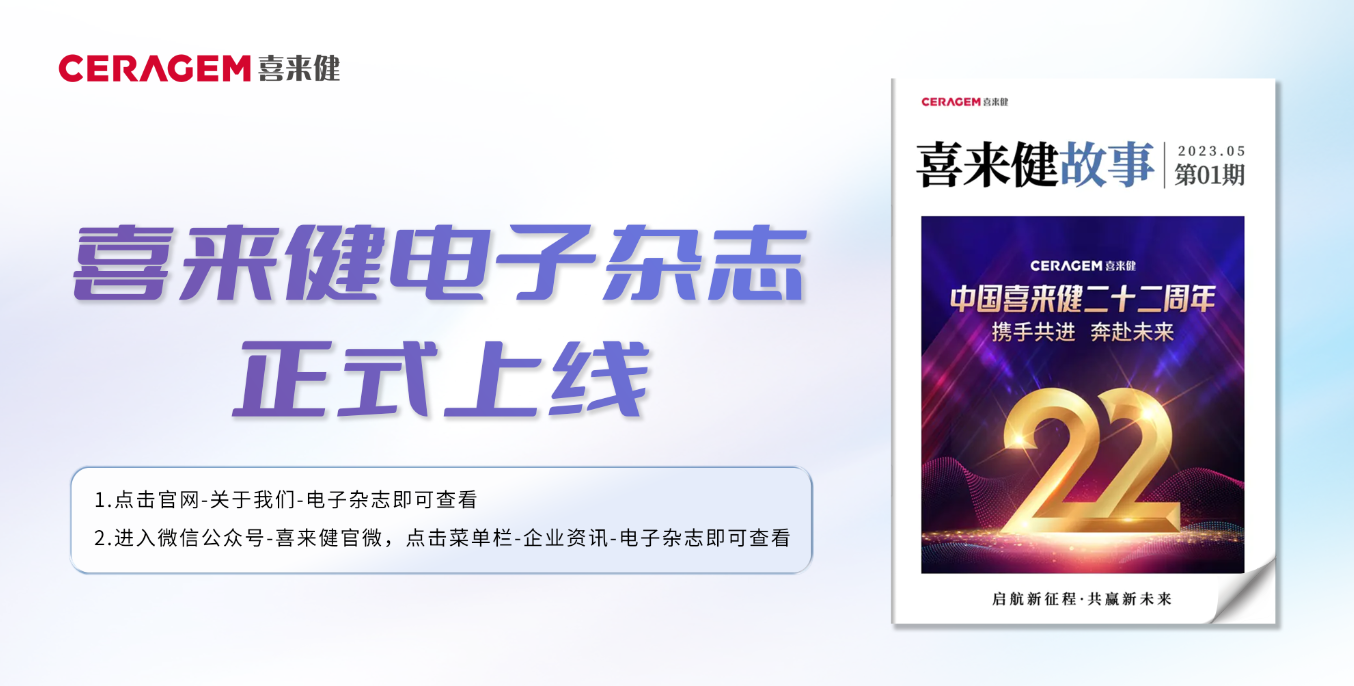 CERAGEM 喜来健
喜来健电子杂志
正式上线
1.点击官网-关于我们-电子杂志即可查看
2.进入微信公众号-喜来健官微，点击菜单栏-企业资讯-电子杂志即可查看
CERAGEM 喜来健
喜来健故事
2023.05
第01期
CERAGEM 喜来健
中国喜来健二十二周年
携手共进 奔赴未来
22
启航新征程·共赢新未来